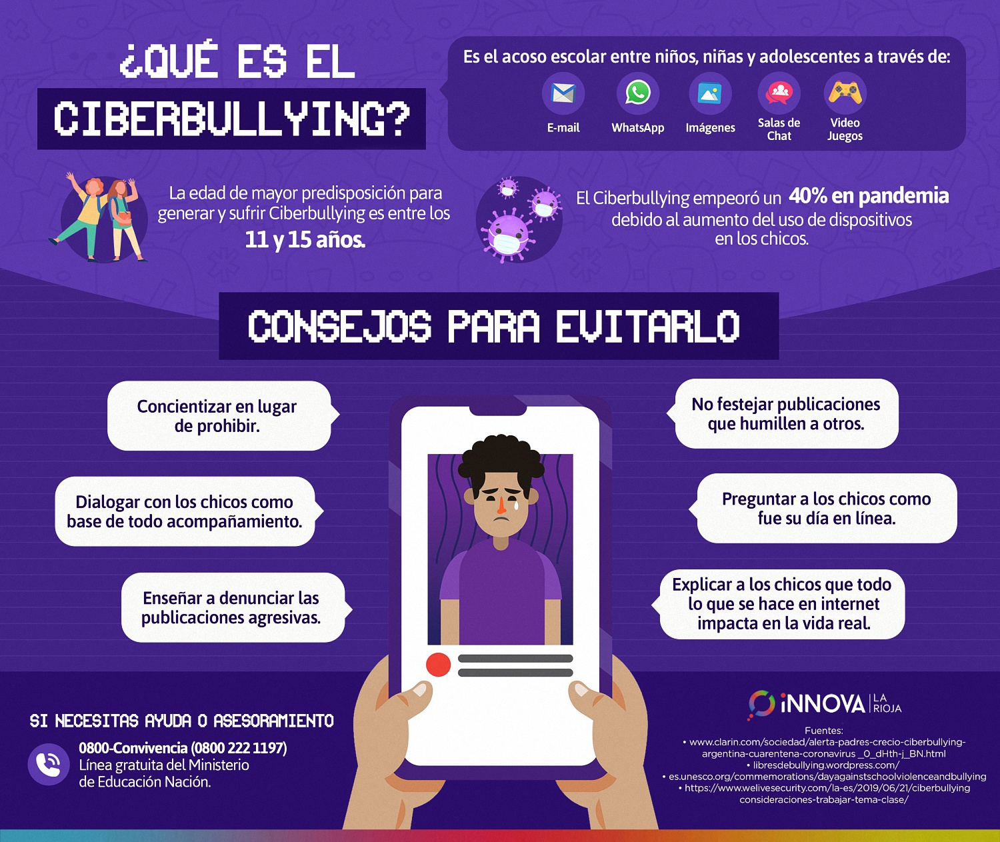 ¿QUÉ ES EL
CIBERBULLYING?
Es el acoso escolar entre niños, niñas y adolescentes a través de:
E-mail
WhatsApp
Imágenes
Salas de
Chat
Video
Juegos
La edad de mayor predisposición para
generar y sufrir Ciberbullying es entre los
11 y 15 años.
El Ciberbullying empeoró un 40% en pandemia
debido al aumento del uso de dispositivos
en los chicos.
CONSEJOS PARA EVITARLO
Concientizar en lugar
de prohibir.
Dialogar con los chicos como
base de todo acompañamiento.
Enseñar a denunciar las
publicaciones agresivas.
No festejar publicaciones
que humillen a otros.
Preguntar a los chicos como
fue su día en línea.
Explicar a los chicos que todo
lo que se hace en internet
impacta en la vida real.
SI NECESITAS AYUDA O ASESORAMIENTO
0800-Convivencia (0800 222 1197)
Línea gratuita del Ministerio
de Educación Nación.
iNNOVA LA
RIOJA
Fuentes:
• www.clarin.com/sociedad/alerta-padres-crecio-ciberbullying-
argentina-cuarentena-coronavirus _0_dHth-j_BN.html
• libresdebullying.wordpress.com/
• es.unesco.org/commemorations/dayagainstschoolviolenceandbullying
• https://www.welivesecurity.com/la-es/2019/06/21/ciberbullying
consideraciones-trabajar-tema-clase/